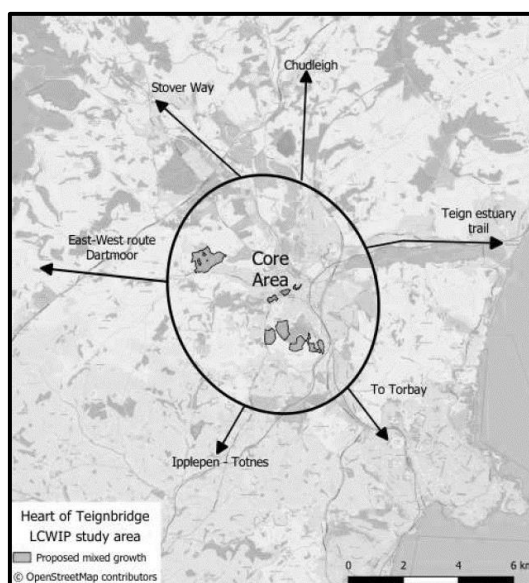 Chudleigh
Stover Way
Teign estuary
trail
East-West route
Dartmoor
Core
Area
To Torbay
Ipplepen - Totnes
Heart of Teignbridge
LCWIP study area
Proposed mixed growth
© OpenStreetMap contributors
0 2 4 6 km